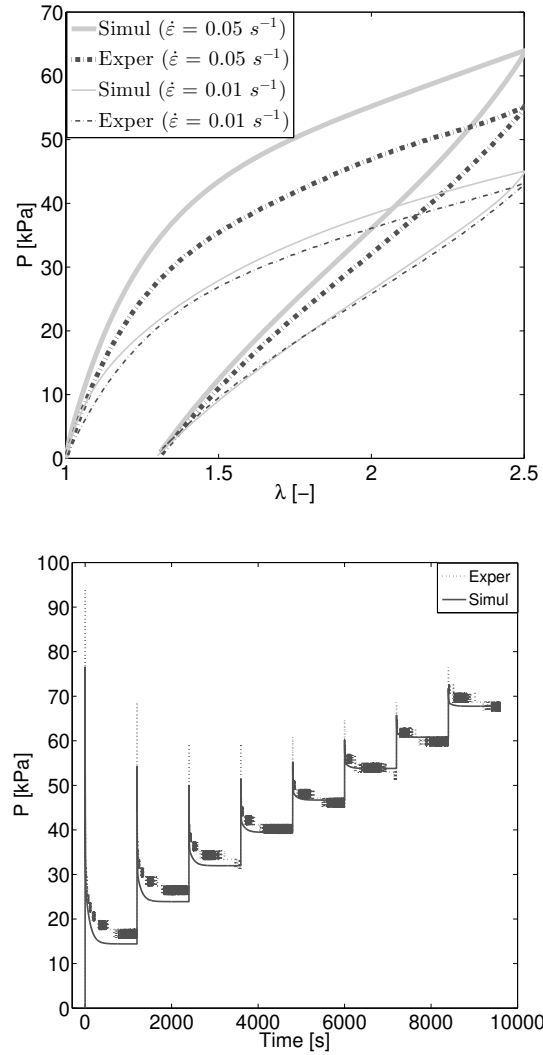 70
60
50
40
30
20
10
0
P [kPa]
Simul (ε̇ = 0.05 s⁻¹)
Exper (ε̇ = 0.05 s⁻¹)
Simul (ε̇ = 0.01 s⁻¹)
Exper (ε̇ = 0.01 s⁻¹)
1 1.5 2 2.5
λ [–]
100
90
80
70
60
50
40
30
20
10
0
P [kPa]
Exper
Simul
0 2000 4000 6000 8000 10000
Time [s]